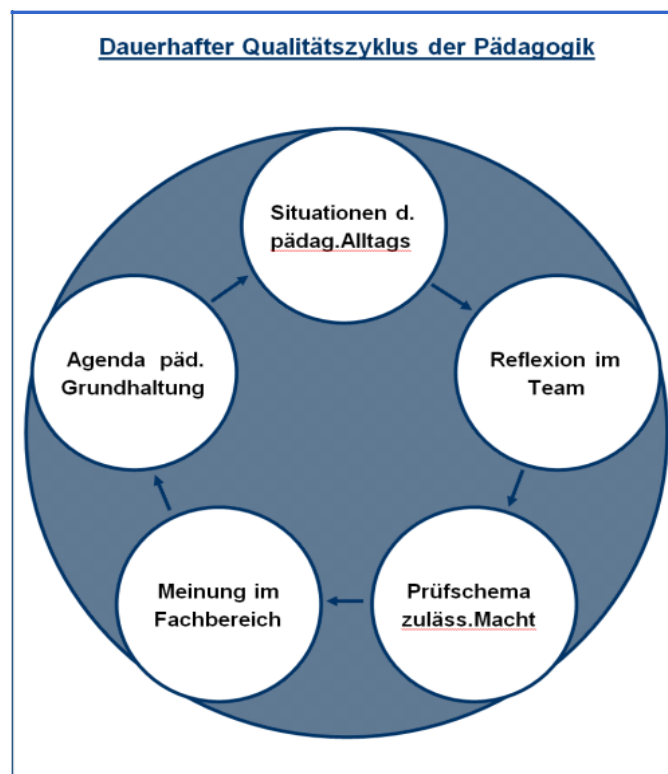 Dauerhafter Qualitätszyklus der Pädagogik
Situationen d.
pädag.Alltags
Reflexion im
Team
Prüfschema
zuläss.Macht
Meinung im
Fachbereich
Agenda päd.
Grundhaltung